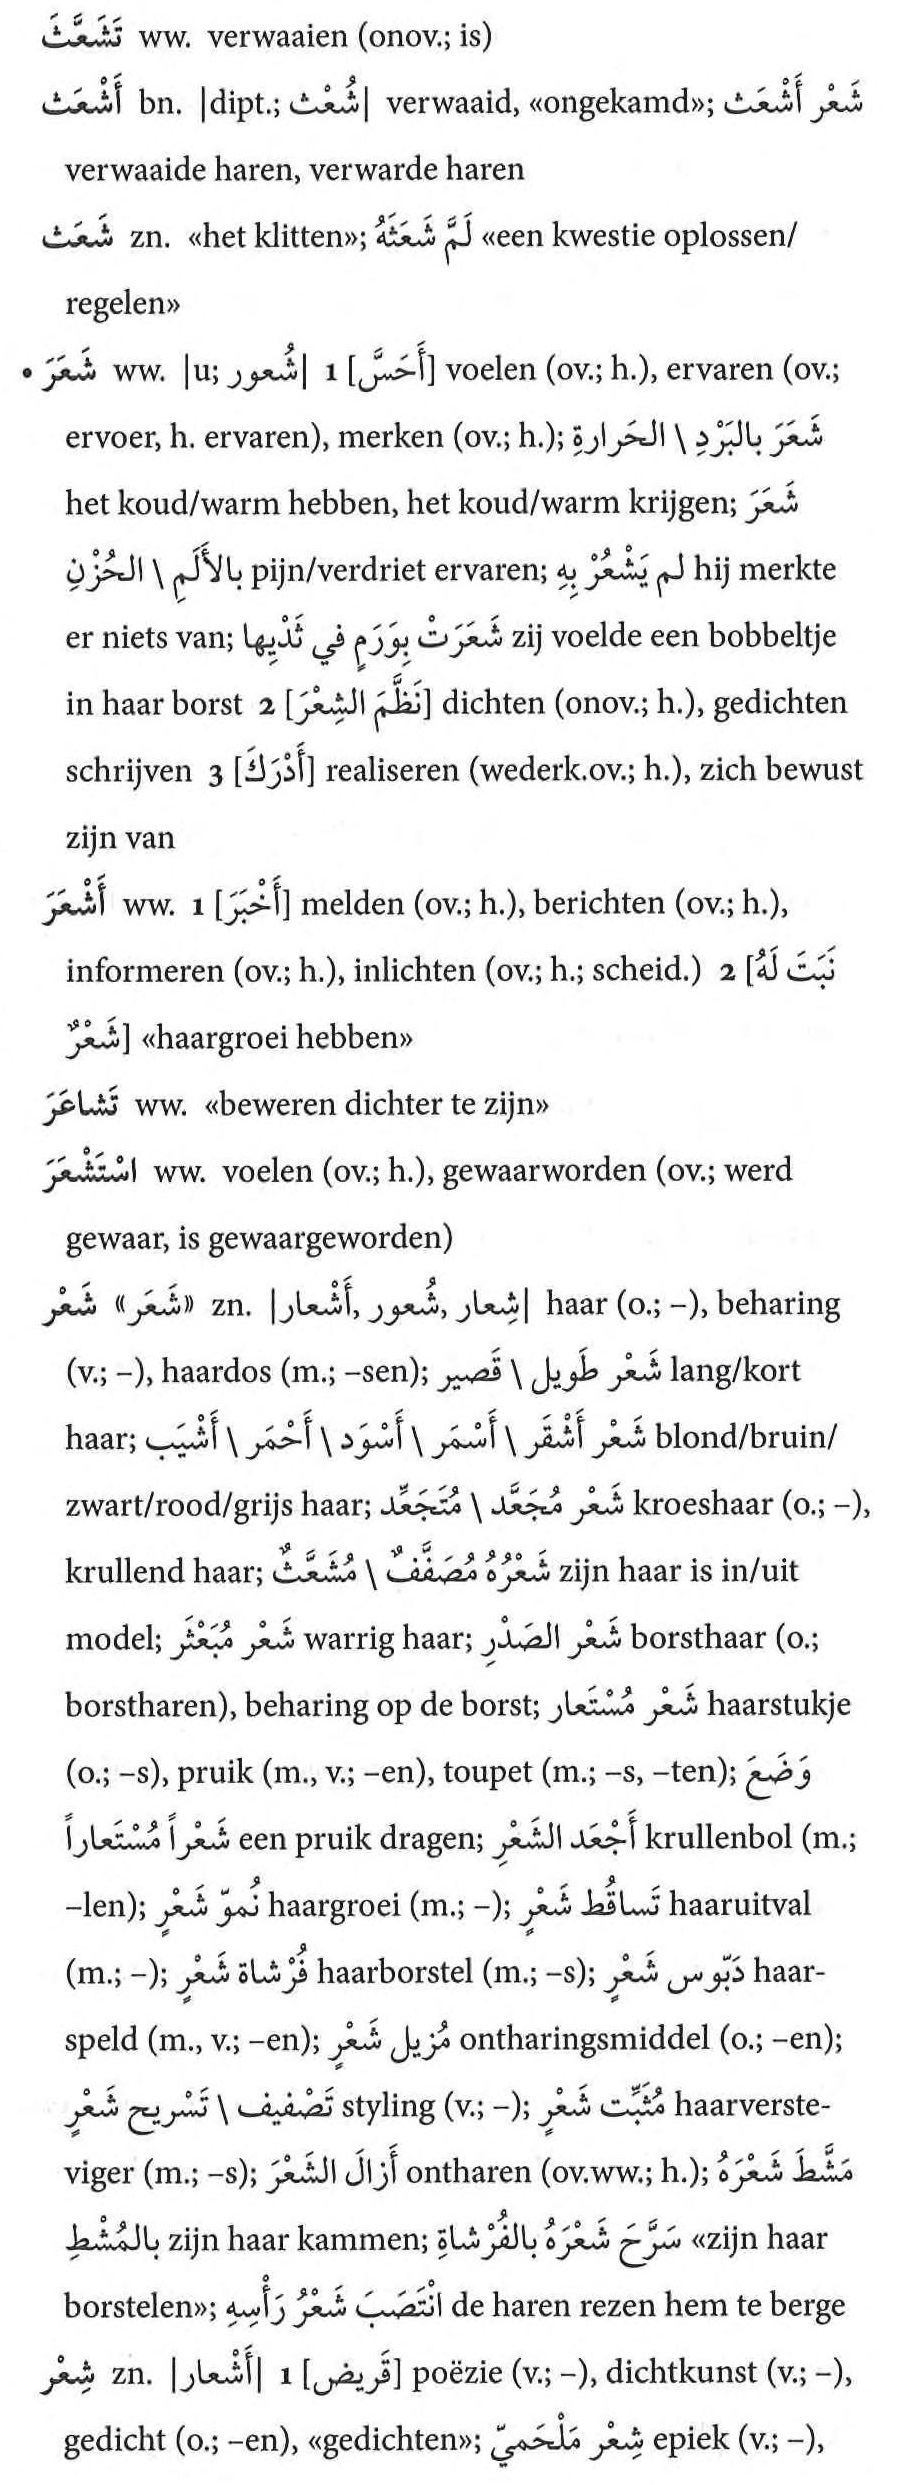 تَشَعَّثَ ww. verwaaien (onov.; is)
أَشْعَث bn. |dipt.; شُعْث| verwaaid, «ongekamd»; شَعْر أَشْعَث
verwaaide haren, verwarde haren
شَعَث zn. «het klitten»; لَمَّ شَعَثَهُ «een kwestie oplossen/
regelen»
• شَعَرَ ww. |u; شُعور| 1 [أَحَسَّ] voelen (ov.; h.), ervaren (ov.;
ervoer, h. ervaren), merken (ov.; h.); شَعَرَ بالبَرْدِ \ الحَرارةِ
het koud/warm hebben, het koud/warm krijgen; شَعَرَ
بالأَلَمِ \ الحُزْنِ pijn/verdriet ervaren; لم يَشْعُرْ بِهِ hij merkte
er niets van; شَعَرَتْ بِوَرَمٍ في ثَدْيِها zij voelde een bobbeltje
in haar borst 2 [نَظَّمَ الشِعْرَ] dichten (onov.; h.), gedichten
schrijven 3 [أَدْرَكَ] realiseren (wederk.ov.; h.), zich bewust
zijn van
أَشْعَرَ ww. 1 [أَخْبَرَ] melden (ov.; h.), berichten (ov.; h.),
informeren (ov.; h.), inlichten (ov.; h.; scheid.) 2 [نَبَتَ لَهُ
شَعْرٌ] «haargroei hebben»
تَشاعَرَ ww. «beweren dichter te zijn»
اسْتَشْعَرَ ww. voelen (ov.; h.), gewaarworden (ov.; werd
gewaar, is gewaargeworden)
شَعْر «شَعَر» zn. |أَشْعار, شُعور, شِعار| haar (o.; –), beharing
(v.; –), haardos (m.; –sen); شَعْر طَويل \ قَصير lang/kort
haar; شَعْر أَشْقَر \ أَسْمَر \ أَسْوَد \ أَحْمَر \ أَشْيَب blond/bruin/
zwart/rood/grijs haar; شَعْر مُجَعَّد \ مُتَجَعِّد kroeshaar (o.; –),
krullend haar; شَعْرُهُ مُصَفَّفٌ \ مُشَعَّثٌ zijn haar is in/uit
model; شَعْر مُبَعْثَر warrig haar; شَعْر الصَدْرِ borsthaar (o.;
borstharen), beharing op de borst; شَعْر مُسْتَعار haarstukje
(o.; –s), pruik (m., v.; –en), toupet (m.; –s, –ten); وَضَعَ
شَعْراً مُسْتَعاراً een pruik dragen; أَجْعَد الشَعْرِ krullenbol (m.;
–len); نُموّ شَعْرٍ haargroei (m.; –); تَساقُط شَعْرٍ haaruitval
(m.; –); فُرْشاة شَعْرٍ haarborstel (m.; –s); دَبّوس شَعْرٍ haar-
speld (m., v.; –en); مُزيل شَعْرٍ ontharingsmiddel (o.; –en);
تَصْفيف \ تَسْريح شَعْرٍ styling (v.; –); مُثَبِّت شَعْرٍ haarverste-
viger (m.; –s); أَزالَ الشَعْرَ ontharen (ov.ww.; h.); مَشَّطَ شَعْرَهُ
بالمُشْطِ zijn haar kammen; سَرَّحَ شَعْرَهُ بالفُرْشاةِ «zijn haar
borstelen»; انْتَصَبَ شَعْرُ رَأْسِهِ de haren rezen hem te berge
شِعْر zn. |أَشْعار| 1 [قَريض] poëzie (v.; –), dichtkunst (v.; –),
gedicht (o.; –en), «gedichten»; شِعْر مَلْحَميّ epiek (v.; –),